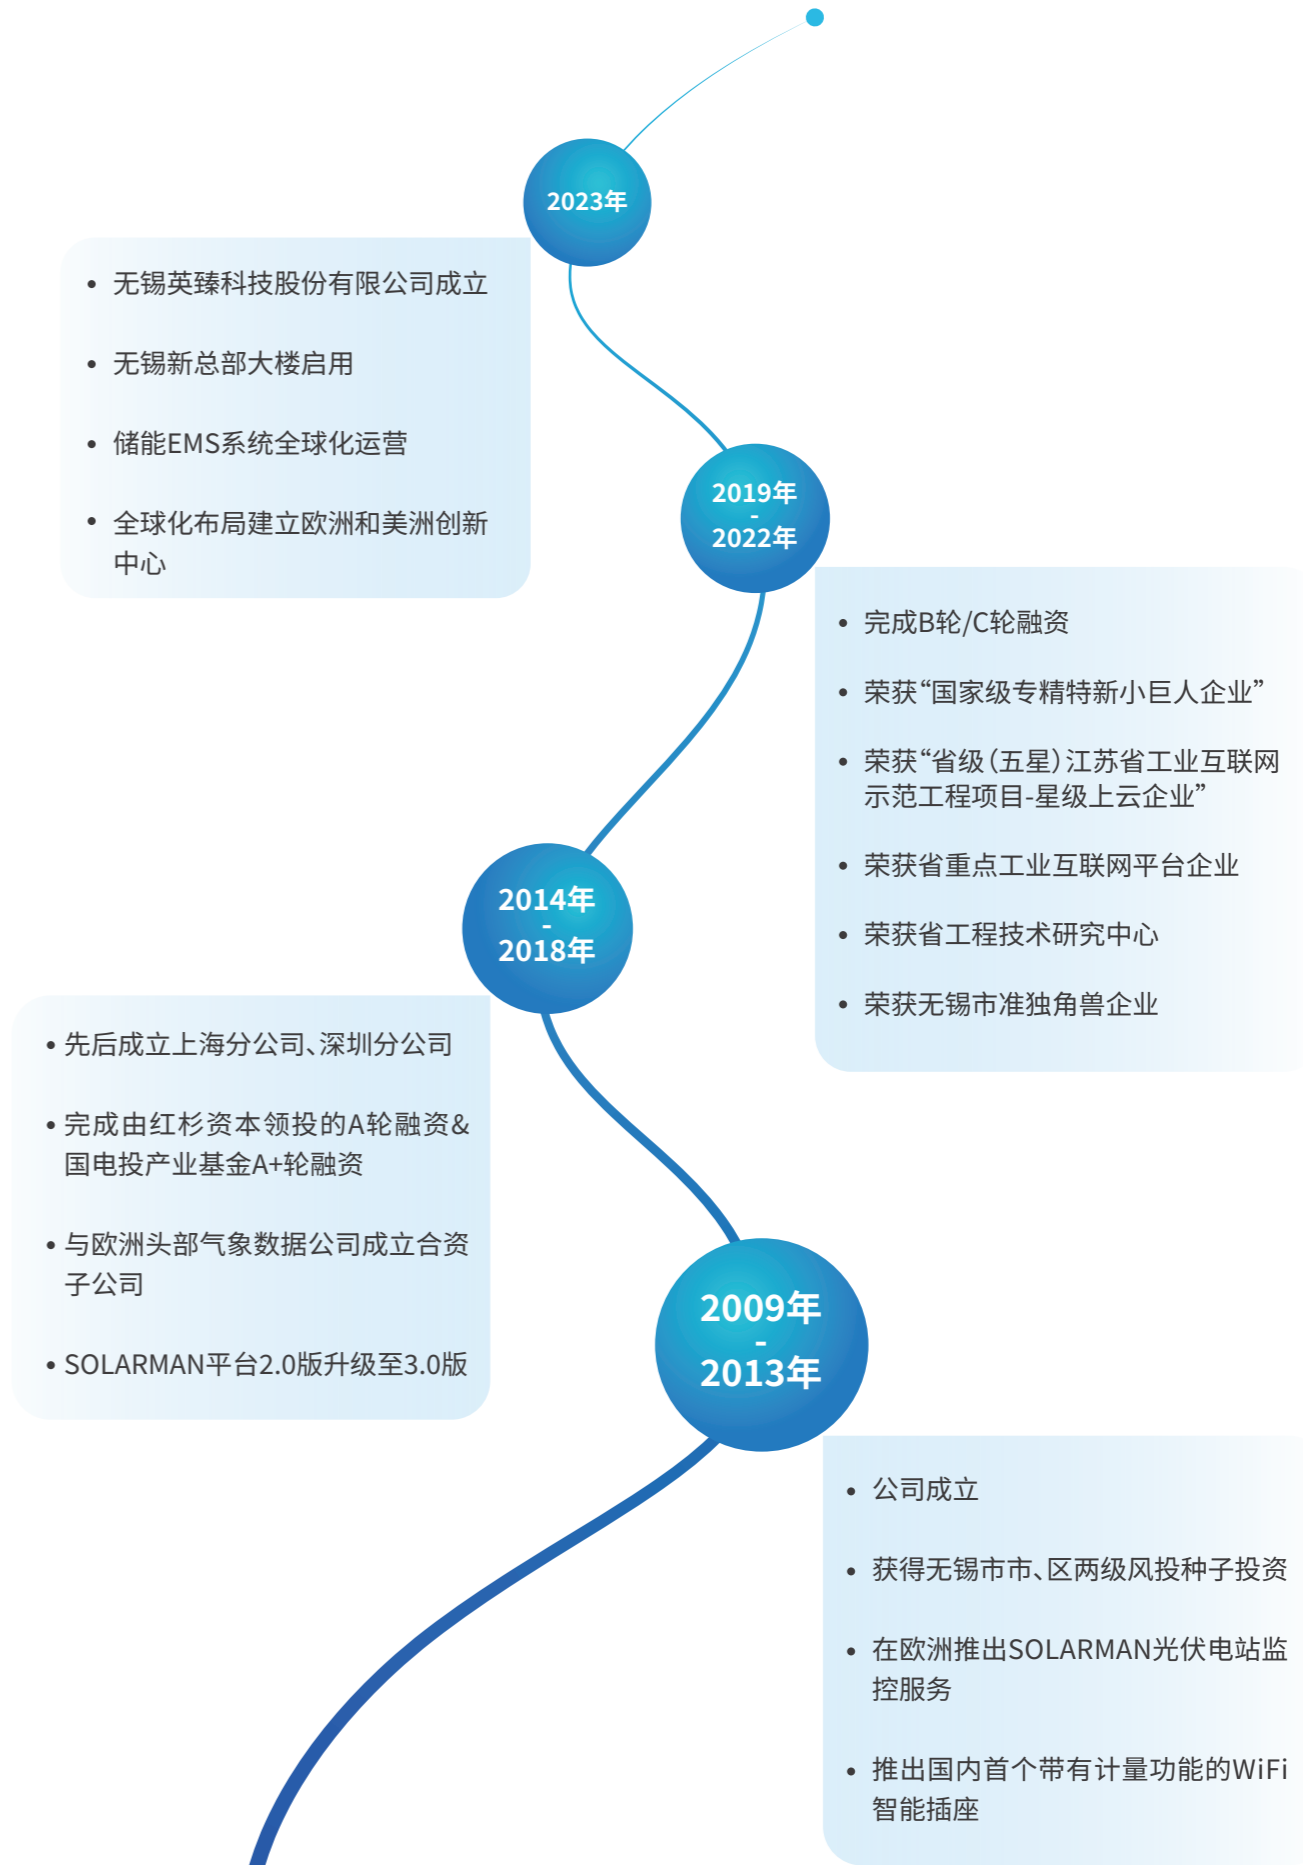 2023年
• 无锡英臻科技股份有限公司成立
• 无锡新总部大楼启用
• 储能EMS系统全球化运营
• 全球化布局建立欧洲和美洲创新
中心
2019年
-
2022年
• 完成B轮/C轮融资
• 荣获“国家级专精特新小巨人企业”
• 荣获“省级（五星）江苏省工业互联网
示范工程项目-星级上云企业”
• 荣获省重点工业互联网平台企业
• 荣获省工程技术研究中心
• 荣获无锡市准独角兽企业
2014年
-
2018年
• 先后成立上海分公司、深圳分公司
• 完成由红杉资本领投的A轮融资&
国电投产业基金A+轮融资
• 与欧洲头部气象数据公司成立合资
子公司
• SOLARMAN平台2.0版升级至3.0版
2009年
-
2013年
• 公司成立
• 获得无锡市市、区两级风投种子投资
• 在欧洲推出SOLARMAN光伏电站监
控服务
• 推出国内首个带有计量功能的WiFi
智能插座